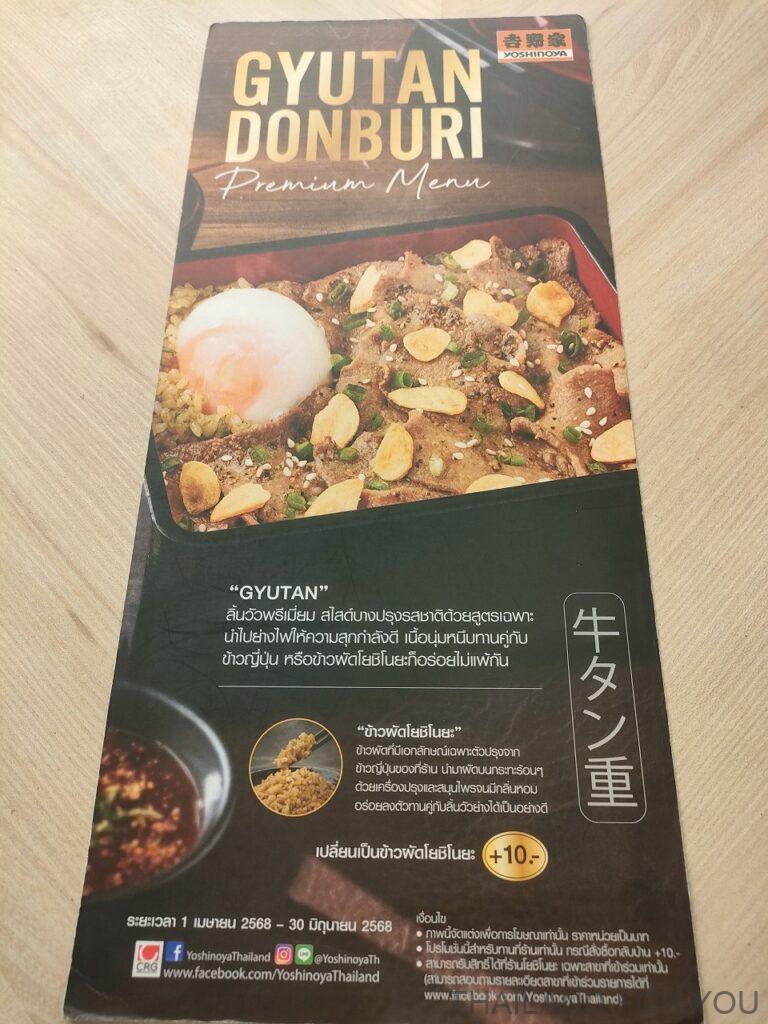 吉野家
YOSHINOYA
GYUTAN
DONBURI
Premium Menu
“GYUTAN”
ลิ้นวัวพรีเมี่ยม สไลด์บางปรุงรสชาติด้วยสูตรเฉพาะ
นำไปย่างไฟให้ความสุกกำลังดี เนื้อนุ่มหนึบทานคู่กับ
ข้าวญี่ปุ่น หรือข้าวผัดโยชิโนยะก็อร่อยไม่แพ้กัน
牛タン重
“ข้าวผัดโยชิโนยะ”
ข้าวผัดที่มีเอกลักษณ์เฉพาะตัวปรุงจาก
ข้าวญี่ปุ่นของที่ร้าน นำมาผัดบนกระทะร้อนๆ
ด้วยเครื่องปรุงและสมุนไพรจนมีกลิ่นหอม
อร่อยลงตัวทานคู่กับลิ้นวัวย่างได้เป็นอย่างดี
เปลี่ยนเป็นข้าวผัดโยชิโนยะ +10.-
ระยะเวลา 1 เมษายน 2568 – 30 มิถุนายน 2568
CRG YoshinoyaThailand LINE @YoshinoyaTh
www.facebook.com/YoshinoyaThailand
เงื่อนไข
• ภาพนี้จัดแต่งเพื่อการโฆษณาเท่านั้น ราคาหน่วยเป็นบาท
• โปรโมชั่นนี้สำหรับทานที่ร้านเท่านั้น กรณีสั่งซื้อกลับบ้าน +10.-
• สามารถรับสิทธิ์ได้ที่ร้านโยชิโนยะ เฉพาะสาขาที่เข้าร่วมเท่านั้น
(สามารถสอบถามรายละเอียดสาขาที่เข้าร่วมรายการได้ที่
www.facebook.com/YoshinoyaThailand)
THAILAND YOU